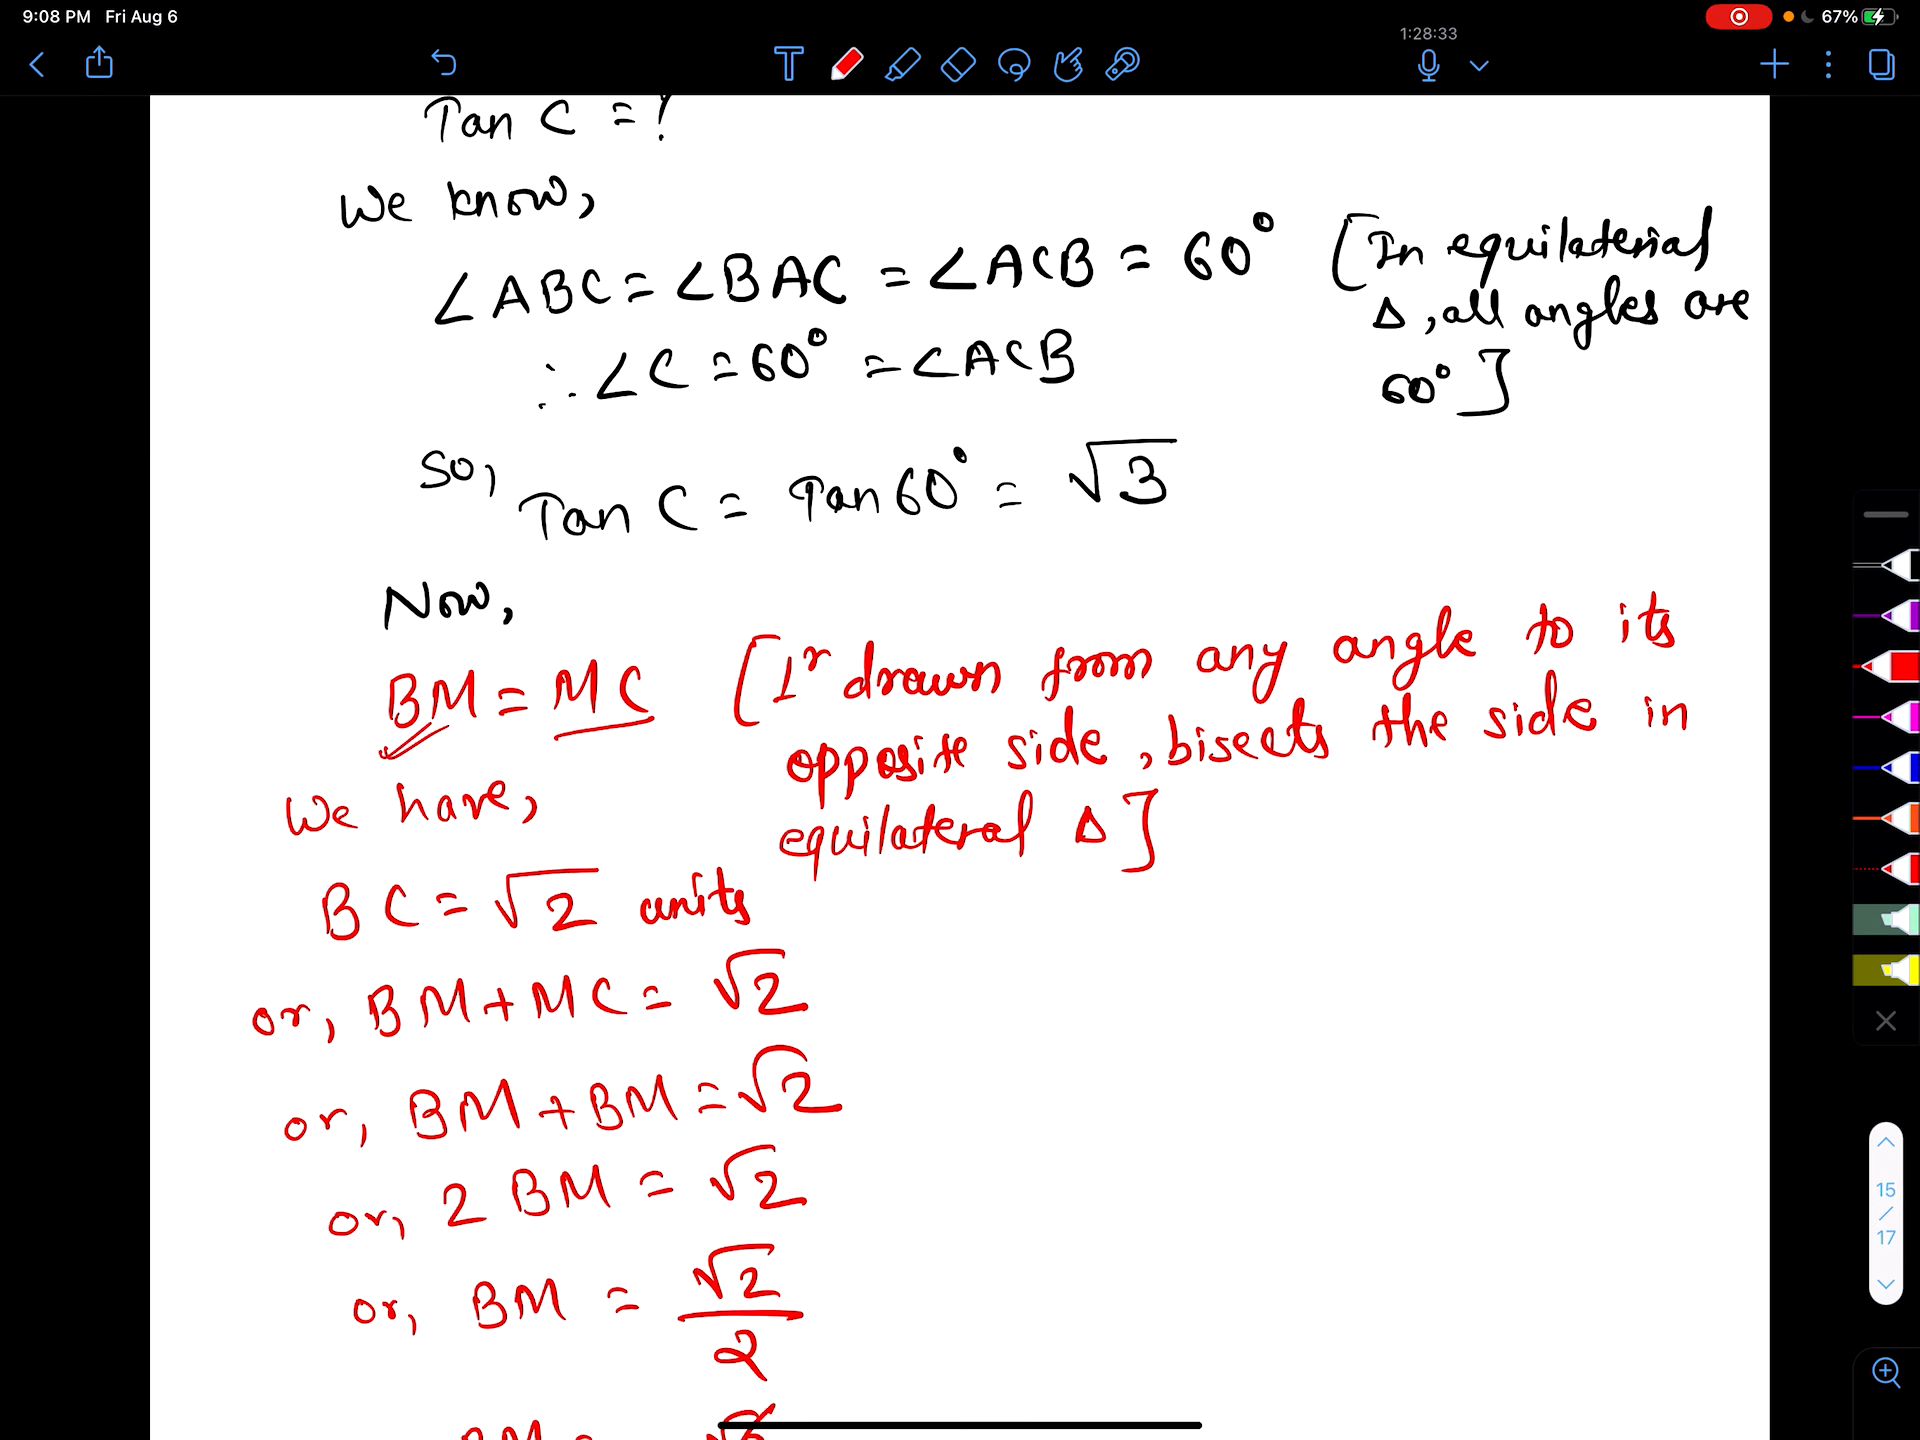 9:08 PM Fri Aug 6
67%
1:28:33
Tan C = ?
We know,
∠ABC = ∠BAC = ∠ACB = 60° [In equilaterial
Δ, all angles are
60°]
∴ ∠C = 60° = ∠ACB
So,
Tan C = Tan 60° = √3
Now,
BM = MC [⊥r drawn from any angle to its
opposite side, bisects the side in
equilateral Δ]
We have,
BC = √2 units
or, BM + MC = √2
or, BM + BM = √2
or, 2 BM = √2
or, BM = √2/2
15
/
17